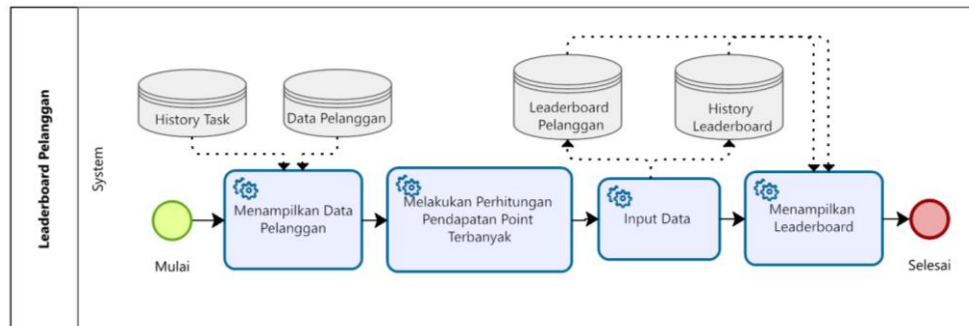 Leaderboard Pelanggan
System
History Task
Data Pelanggan
Leaderboard
Pelanggan
History
Leaderboard
Mulai
Menampilkan Data
Pelanggan
Melakukan Perhitungan
Pendapatan Point
Terbanyak
Input Data
Menampilkan
Leaderboard
Selesai